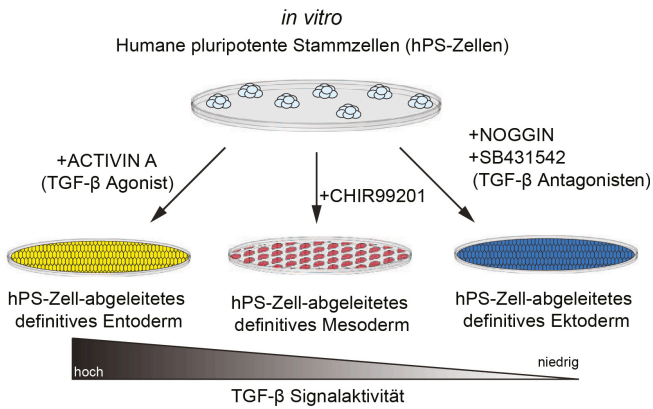 in vitro
Humane pluripotente Stammzellen (hPS-Zellen)
+ACTIVIN A
(TGF-β Agonist)
+CHIR99201
+NOGGIN
+SB431542
(TGF-β Antagonisten)
hPS-Zell-abgeleitetes
definitives Entoderm
hPS-Zell-abgeleitetes
definitives Mesoderm
hPS-Zell-abgeleitetes
definitives Ektoderm
hoch
niedrig
TGF-β Signalaktivität